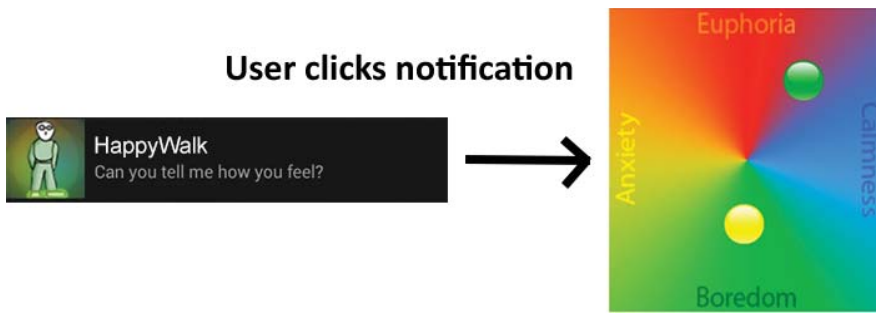 User clicks notification
HappyWalk
Can you tell me how you feel?
Euphoria
Anxiety
Calmness
Boredom